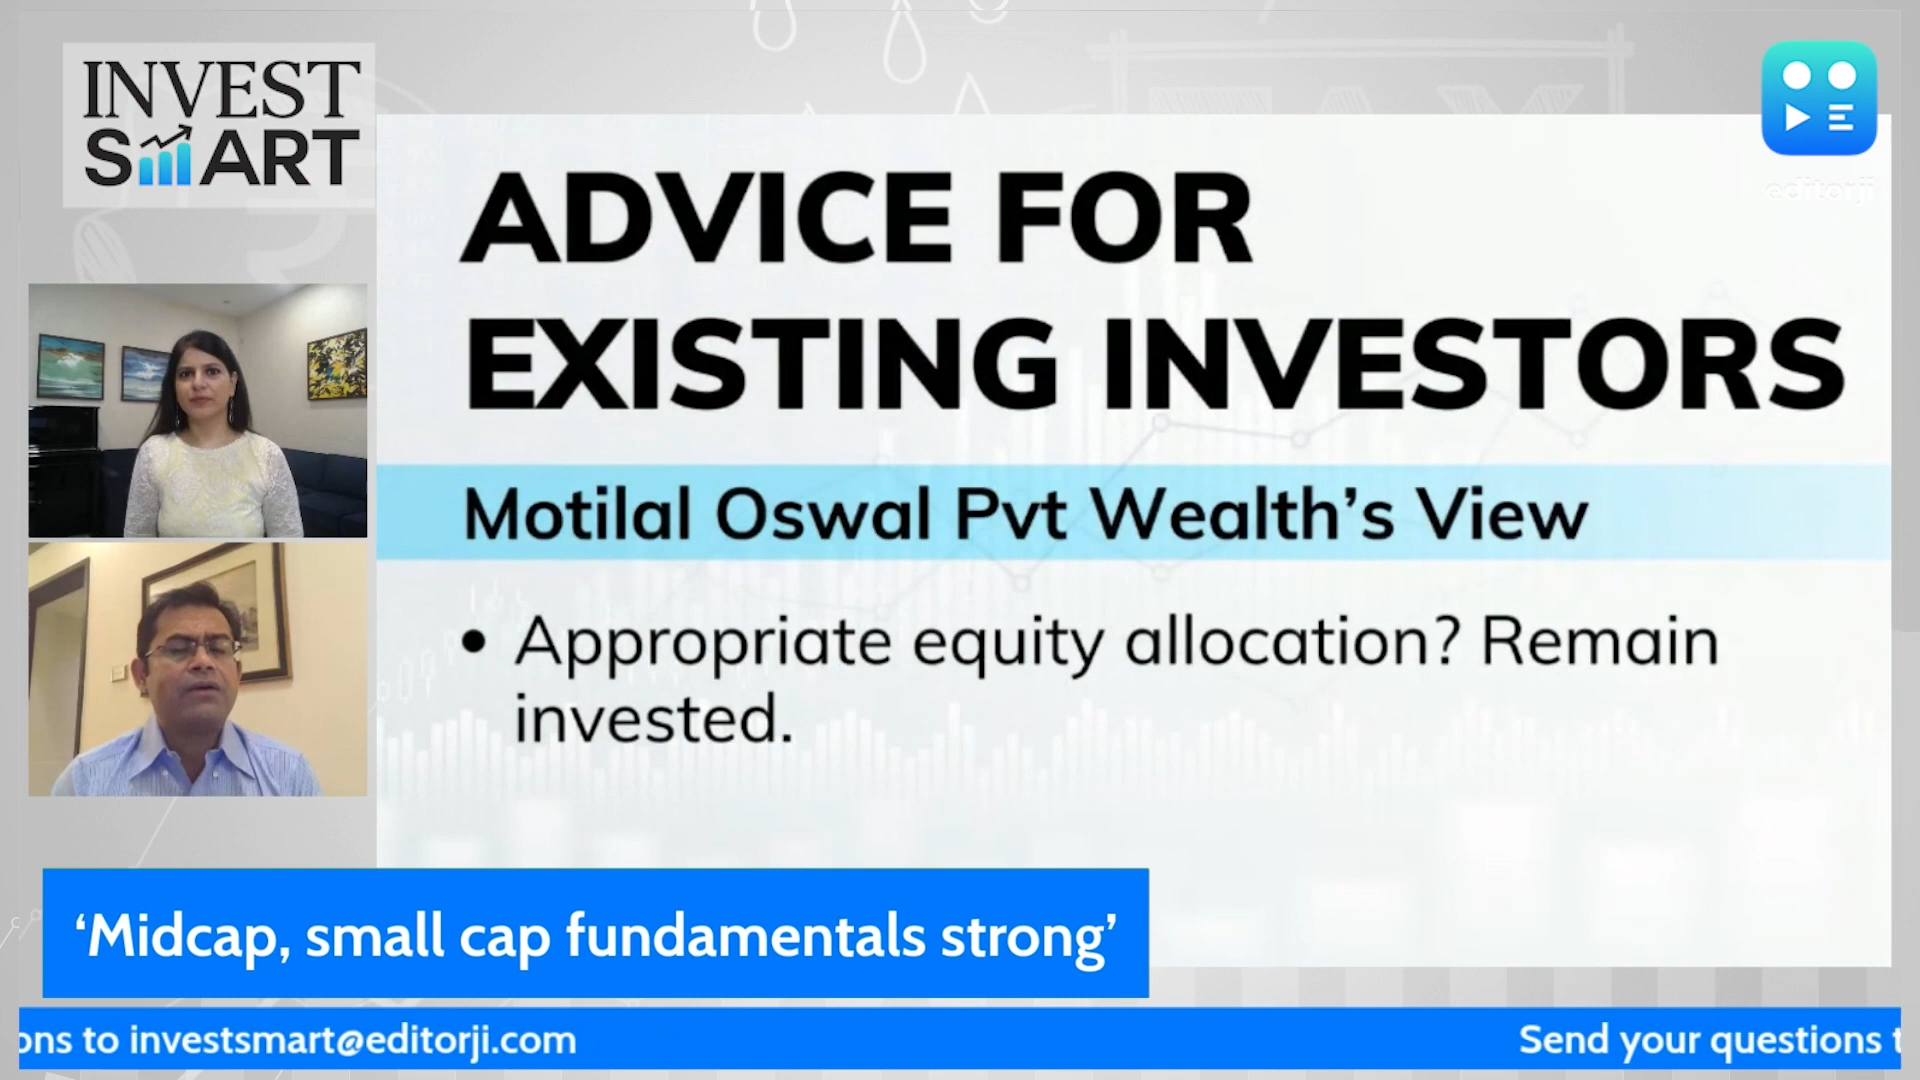 INVEST
SMART
editorji
ADVICE FOR
EXISTING INVESTORS
Motilal Oswal Pvt Wealth’s View
• Appropriate equity allocation? Remain
invested.
‘Midcap, small cap fundamentals strong’
ons to investsmart@editorji.com
Send your questions t